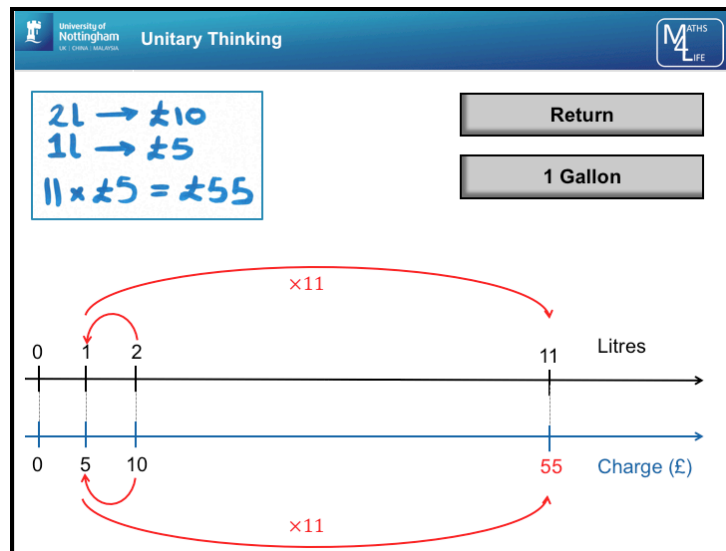 University of
Nottingham
UK | CHINA | MALAYSIA
Unitary Thinking
MATHS
4
LIFE
2l → £10
1l → £5
11 × £5 = £55
Return
1 Gallon
×11
0 1 2 11 Litres
0 5 10 55 Charge (£)
×11